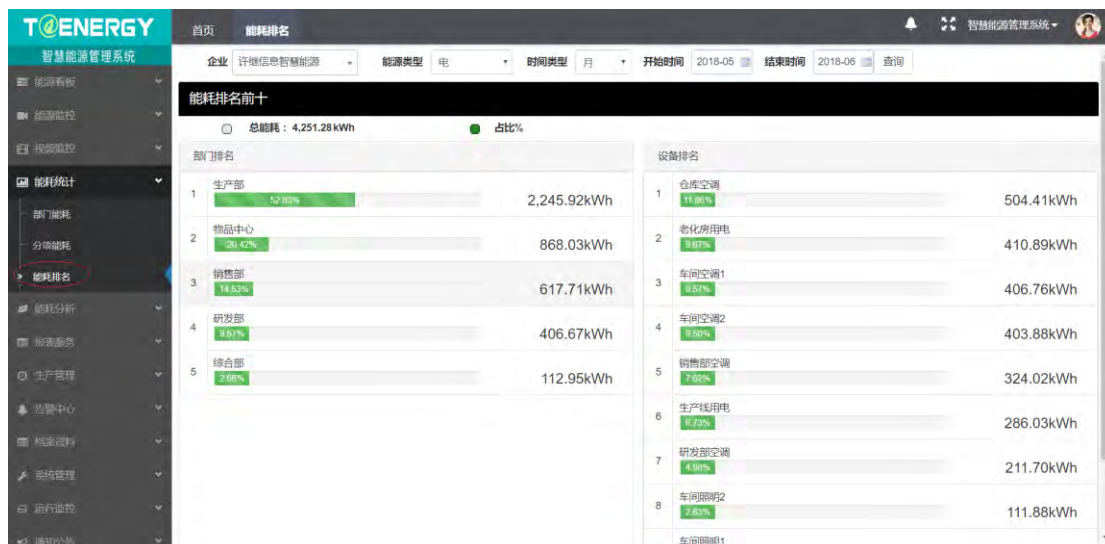 T@ENERGY
智慧能源管理系统
首页 能耗排名
智慧能源管理系统
企业 许继信息智慧能源 能源类型 电 时间类型 月 开始时间 2018-05 结束时间 2018-06 查询
能源看板
能源监控
视频监控
能耗统计
部门能耗
分项能耗
能耗排名
能耗分析
报表服务
生产管理
告警中心
档案资料
系统管理
运行监控
通知公告
能耗排名前十
总能耗：4,251.28kWh 占比%
部门排名
1 生产部
52.83% 2,245.92kWh
2 物品中心
20.42% 868.03kWh
3 销售部
14.53% 617.71kWh
4 研发部
9.57% 406.67kWh
5 综合部
2.66% 112.95kWh
设备排名
1 仓库空调
11.86% 504.41kWh
2 老化房用电
9.67% 410.89kWh
3 车间空调1
9.57% 406.76kWh
4 车间空调2
9.50% 403.88kWh
5 销售部空调
7.62% 324.02kWh
6 生产线用电
6.73% 286.03kWh
7 研发部空调
4.98% 211.70kWh
8 车间照明2
2.63% 111.88kWh
车间照明1